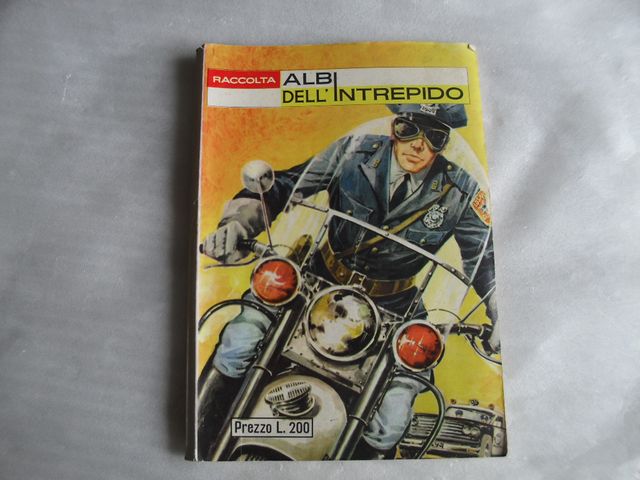 RACCOLTA ALBI
DELL'INTREPIDO
Prezzo L. 200